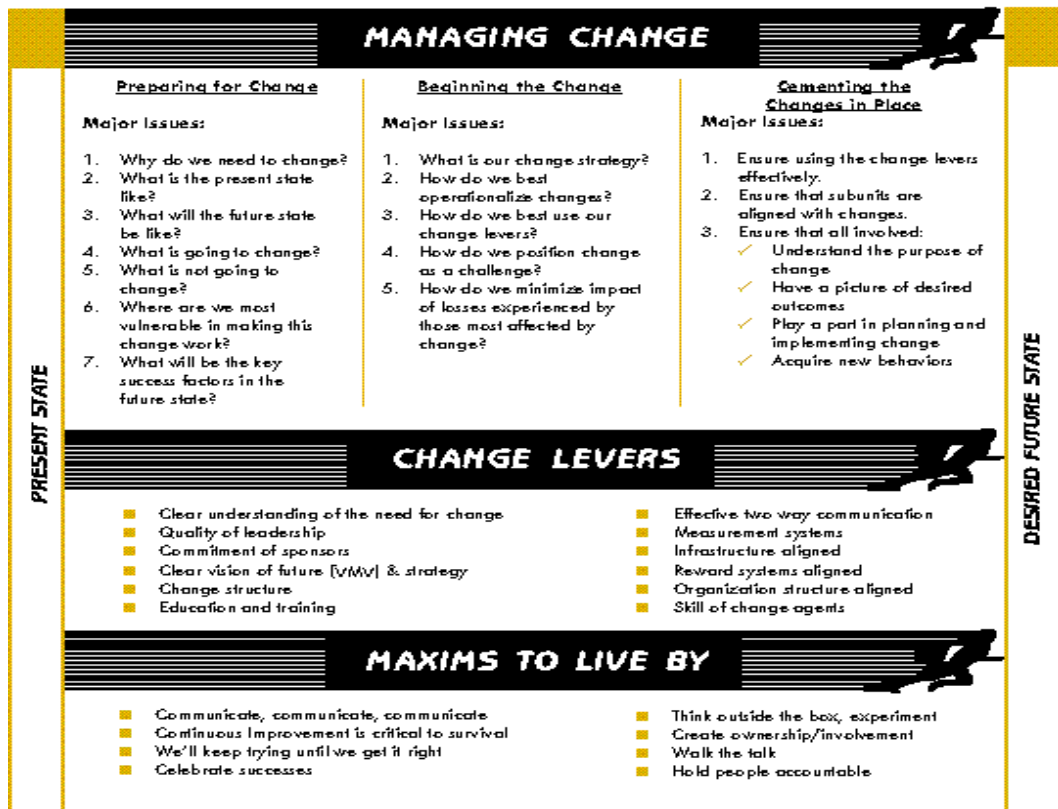 MANAGING CHANGE
Preparing for Change
Major Issues:
1. Why do we need to change?
2. What is the present state
like?
3. What will the future state
be like?
4. What is going to change?
5. What is not going to
change?
6. Where are we most
vulnerable in making this
change work?
7. What will be the key
success factors in the
future state?
Beginning the Change
Major Issues:
1. What is our change strategy?
2. How do we best
operationalize changes?
3. How do we best use our
change levers?
4. How do we position change
as a challenge?
5. How do we minimize impact
of losses experienced by
those most affected by
change?
Cementing the
Changes in Place
Major Issues:
1. Ensure using the change levers
effectively.
2. Ensure that subunits are
aligned with changes.
3. Ensure that all involved:
✓ Understand the purpose of
change
✓ Have a picture of desired
outcomes
✓ Play a part in planning and
implementing change
✓ Acquire new behaviors
PRESENT STATE
DESIRED FUTURE STATE
CHANGE LEVERS
Clear understanding of the need for change
Quality of leadership
Commitment of sponsors
Clear vision of future [VMV] & strategy
Change structure
Education and training
Effective two way communication
Measurement systems
Infrastructure aligned
Reward systems aligned
Organization structure aligned
Skill of change agents
MAXIMS TO LIVE BY
Communicate, communicate, communicate
Continuous Improvement is critical to survival
We'll keep trying until we get it right
Celebrate successes
Think outside the box, experiment
Create ownership/involvement
Walk the talk
Hold people accountable